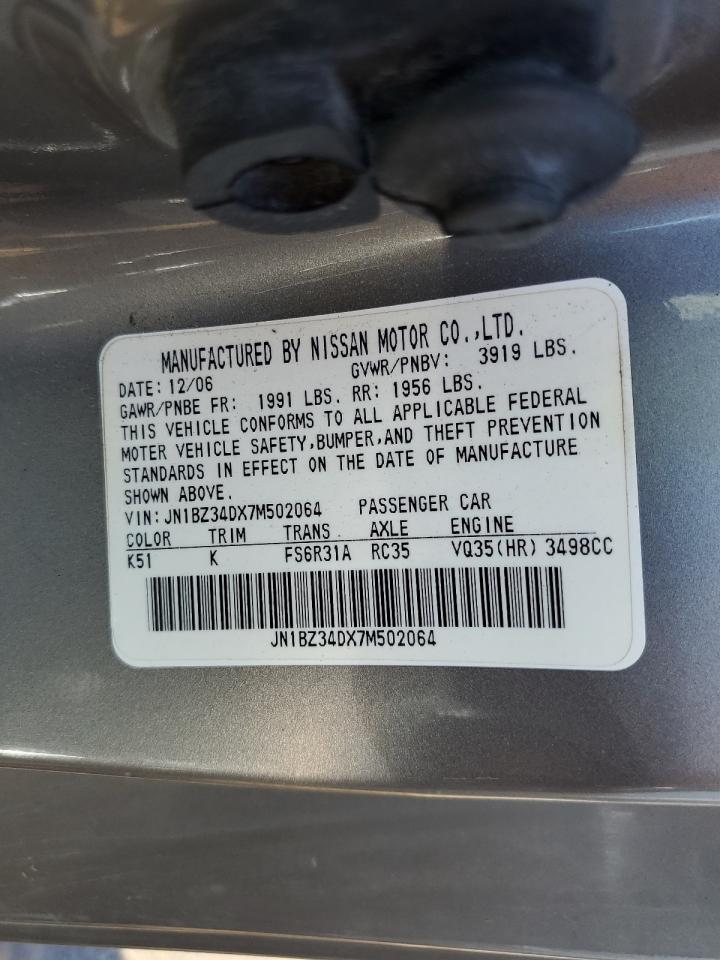 MANUFACTURED BY NISSAN MOTOR CO.,LTD.
DATE: 12/06 GVWR/PNBV: 3919 LBS.
GAWR/PNBE FR: 1991 LBS. RR: 1956 LBS.
THIS VEHICLE CONFORMS TO ALL APPLICABLE FEDERAL
MOTER VEHICLE SAFETY,BUMPER,AND THEFT PREVENTION
STANDARDS IN EFFECT ON THE DATE OF MANUFACTURE
SHOWN ABOVE.
VIN: JN1BZ34DX7M502064 PASSENGER CAR
COLOR TRIM TRANS AXLE ENGINE
K51 K FS6R31A RC35 VQ35(HR) 3498CC
JN1BZ34DX7M502064